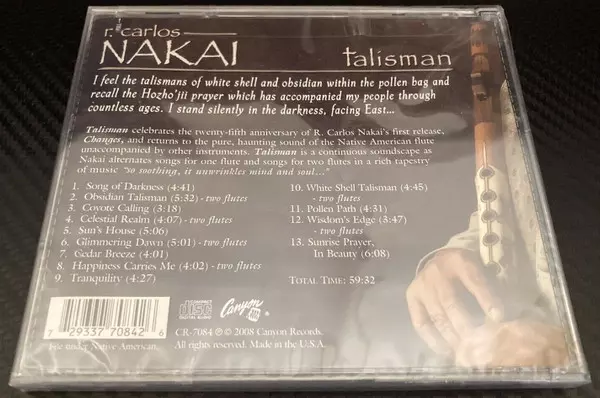 r. carlos
NAKAI
talisman
I feel the talismans of white shell and obsidian within the pollen bag and
recall the Hozho'jii prayer which has accompanied my people through
countless ages. I stand silently in the darkness, facing East...
Talisman celebrates the twenty-fifth anniversary of R. Carlos Nakai's first release,
Changes, and returns to the pure, haunting sound of the Native American flute
unaccompanied by other instruments. Talisman is a continuous soundscape as
Nakai alternates songs for one flute and songs for two flutes in a rich tapestry
of music "so soothing, it unwrinkles mind and soul..."
1. Song of Darkness (4:41)
2. Obsidian Talisman (5:32) - two flutes
3. Coyote Calling (3:18)
4. Celestial Realm (4:07) - two flutes
5. Sun's House (5:06)
6. Glimmering Dawn (5:01) - two flutes
7. Cedar Breeze (4:01)
8. Happiness Carries Me (4:02) - two flutes
9. Tranquility (4:27)
10. White Shell Talisman (4:45)
- two flutes
11. Pollen Path (4:31)
12. Wisdom's Edge (3:47)
- two flutes
13. Sunrise Prayer,
In Beauty (6:08)
TOTAL TIME: 59:32
7 29337 70842 6
File under Native American.
COMPACT
disc
DIGITAL AUDIO
Canyon
CR-7084 ℗ © 2008 Canyon Records.
All rights reserved. Made in the U.S.A.